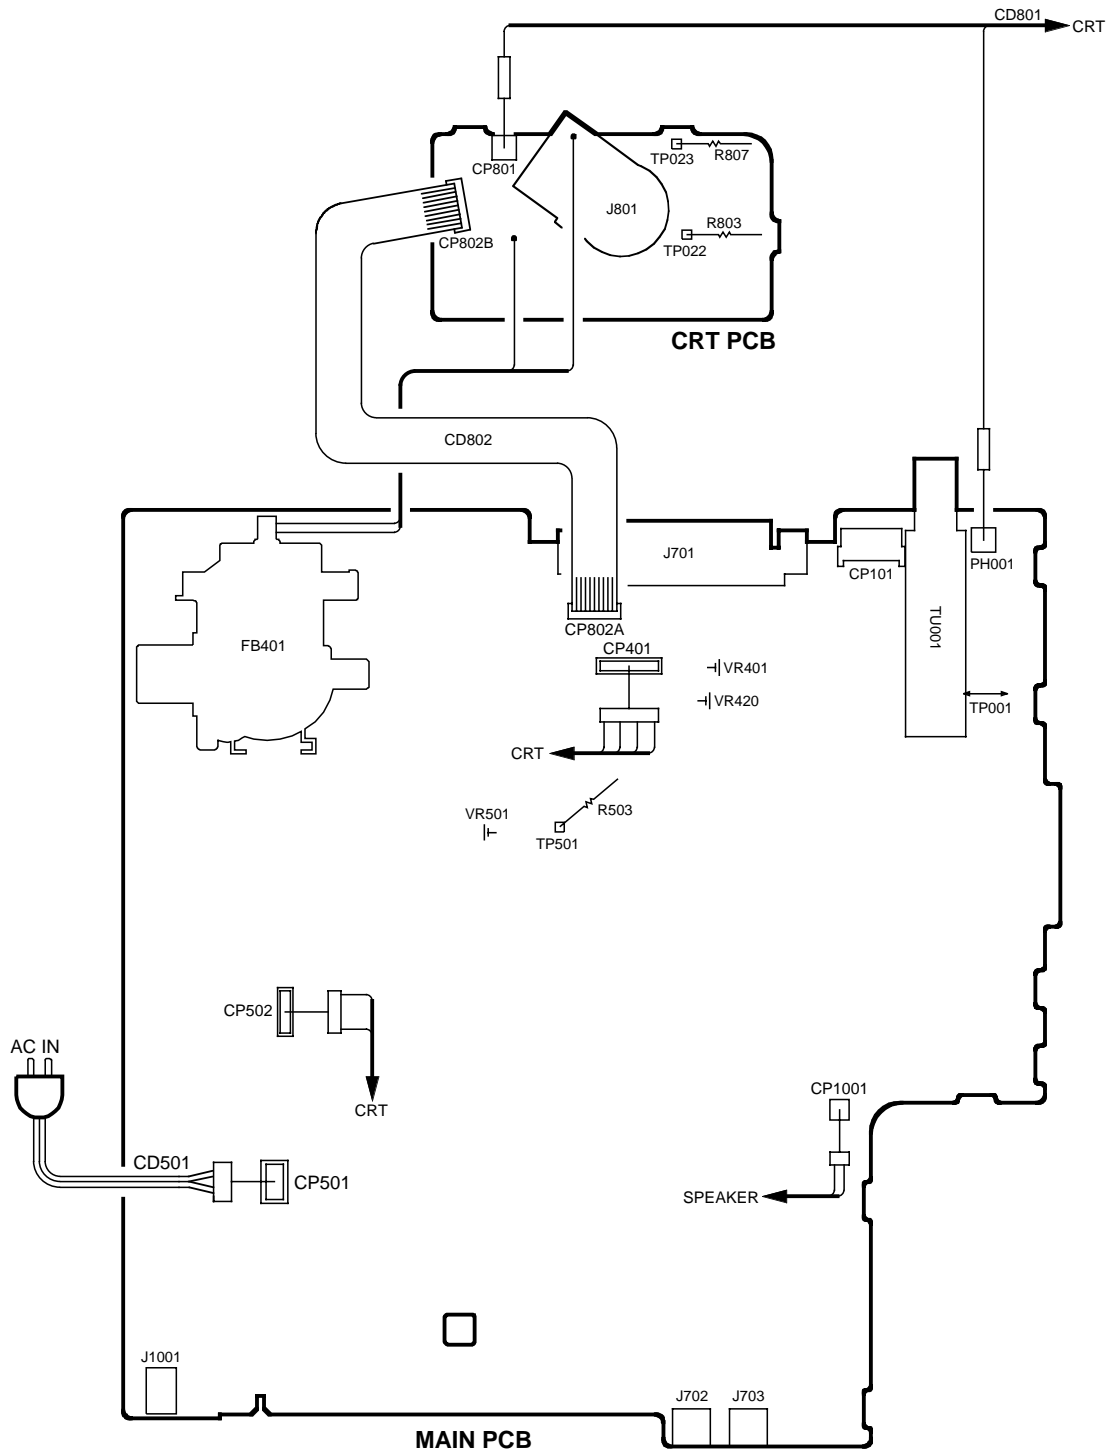 CD801
CRT
CP801
TP023
R807
J801
R803
CP802B
TP022
CRT PCB
CD802
J701
CP101
PH001
TU001
CP802A
FB401
CP401
VR401
VR420
TP001
CRT
VR501
R503
TP501
CP502
AC IN
CRT
CP1001
CD501
CP501
SPEAKER
J1001
J702
J703
MAIN PCB